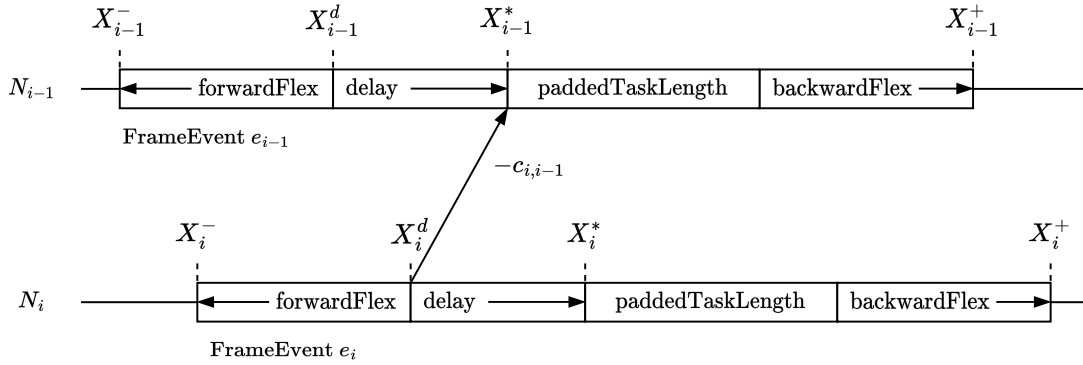 X_{i-1}^- X_{i-1}^d X_{i-1}^* X_{i-1}^+
N_{i-1} forwardFlex delay paddedTaskLength backwardFlex
FrameEvent e_{i-1}
-c_{i,i-1}
X_i^- X_i^d X_i^* X_i^+
N_i forwardFlex delay paddedTaskLength backwardFlex
FrameEvent e_i